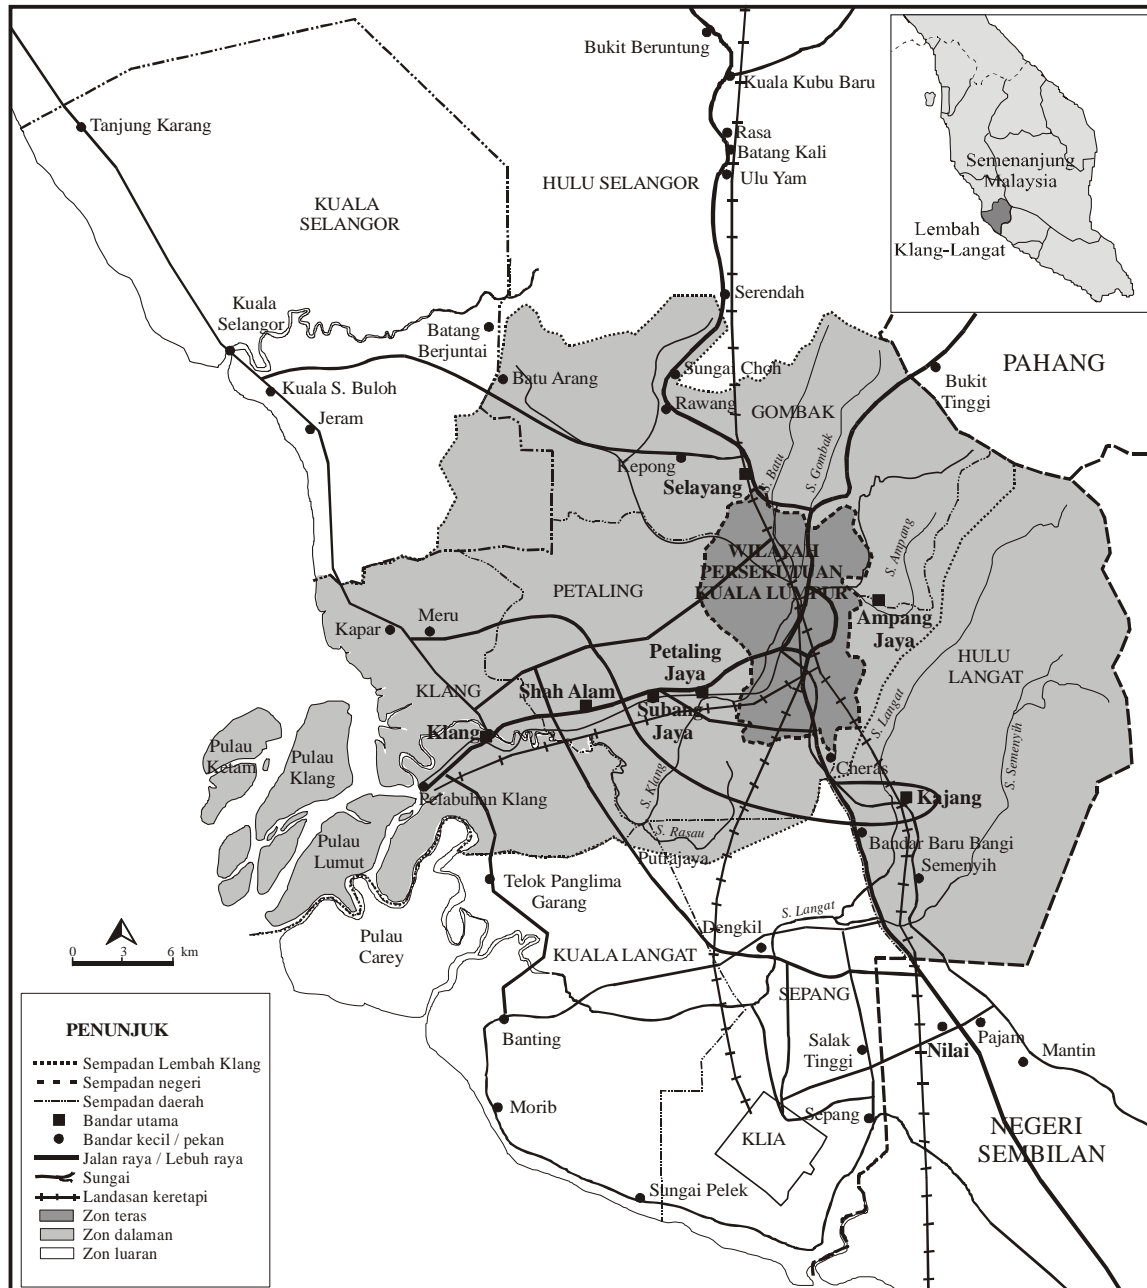 Bukit Beruntung
Kuala Kubu Baru
Tanjung Karang
Rasa
Batang Kali
Ulu Yam
HULU SELANGOR
Semenanjung
Malaysia
Lembah
Klang-Langat
KUALA
SELANGOR
Serendah
Kuala
Selangor
Batang
Berjuntai
PAHANG
Bukit
Tinggi
Batu Arang
Sungai Choh
Kuala S. Buloh
Jeram
Rawang
GOMBAK
Kepong
Selayang
S. Batu
S. Gombak
S. Ampang
WILAYAH
PERSEKUTUAN
KUALA LUMPUR
PETALING
Meru
Kapar
Ampang
Jaya
Petaling
Jaya
HULU
LANGAT
KLANG
Shah Alam
Subang
Jaya
Klang
S. Langat
S. Semenyih
Pulau
Ketam
Pulau
Klang
Cheras
Pelabuhan Klang
S. Klang
Kajang
S. Rasau
Putrajaya
Bandar Baru Bangi
Semenyih
Pulau
Lumut
Telok Panglima
Garang
S. Langat
Dengkil
Pulau
Carey
KUALA LANGAT
SEPANG
0 3 6 km
Banting
Salak
Tinggi
Nilai
Pajam
Mantin
Morib
Sepang
KLIA
NEGERI
SEMBILAN
Sungai Pelek
PENUNJUK
Sempadan Lembah Klang
Sempadan negeri
Sempadan daerah
Bandar utama
Bandar kecil / pekan
Jalan raya / Lebuh raya
Sungai
Landasan keretapi
Zon teras
Zon dalaman
Zon luaran